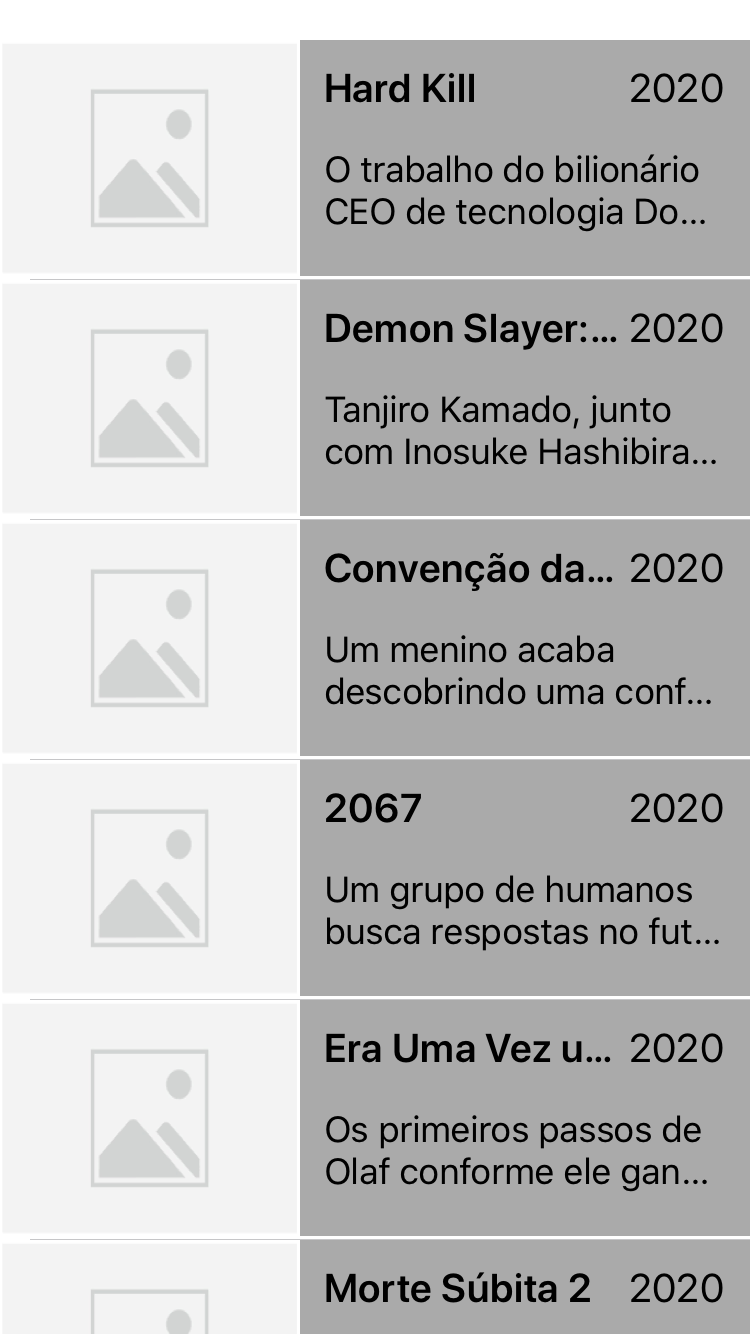 Hard Kill 2020
O trabalho do bilionário
CEO de tecnologia Do...
Demon Slayer:... 2020
Tanjiro Kamado, junto
com Inosuke Hashibira...
Convenção da... 2020
Um menino acaba
descobrindo uma conf...
2067 2020
Um grupo de humanos
busca respostas no fut...
Era Uma Vez u... 2020
Os primeiros passos de
Olaf conforme ele gan...
Morte Súbita 2 2020